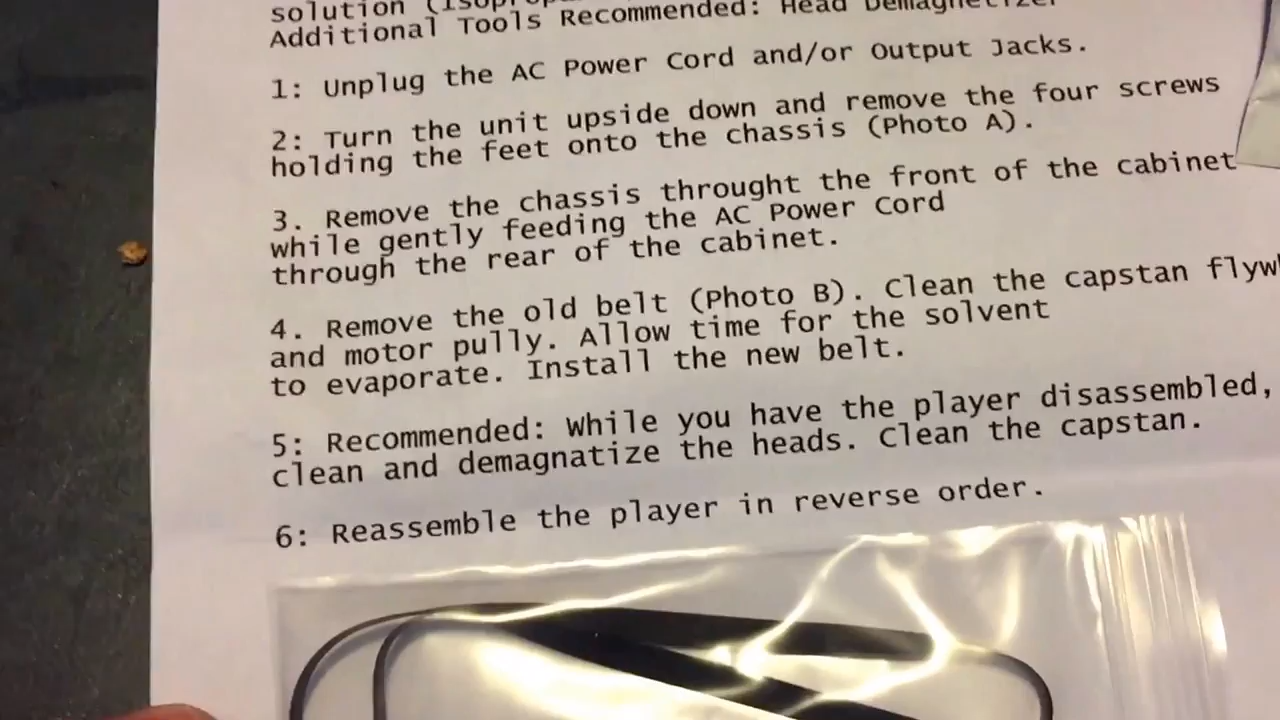 solution (Isopropa
Additional Tools Recommended: Head Demagnetizer
1: Unplug the AC Power Cord and/or Output Jacks.
2: Turn the unit upside down and remove the four screws
holding the feet onto the chassis (Photo A).
3. Remove the chassis throught the front of the cabinet
while gently feeding the AC Power Cord
through the rear of the cabinet.
4. Remove the old belt (Photo B). Clean the capstan flywh
and motor pully. Allow time for the solvent
to evaporate. Install the new belt.
5: Recommended: While you have the player disassembled,
clean and demagnatize the heads. Clean the capstan.
6: Reassemble the player in reverse order.